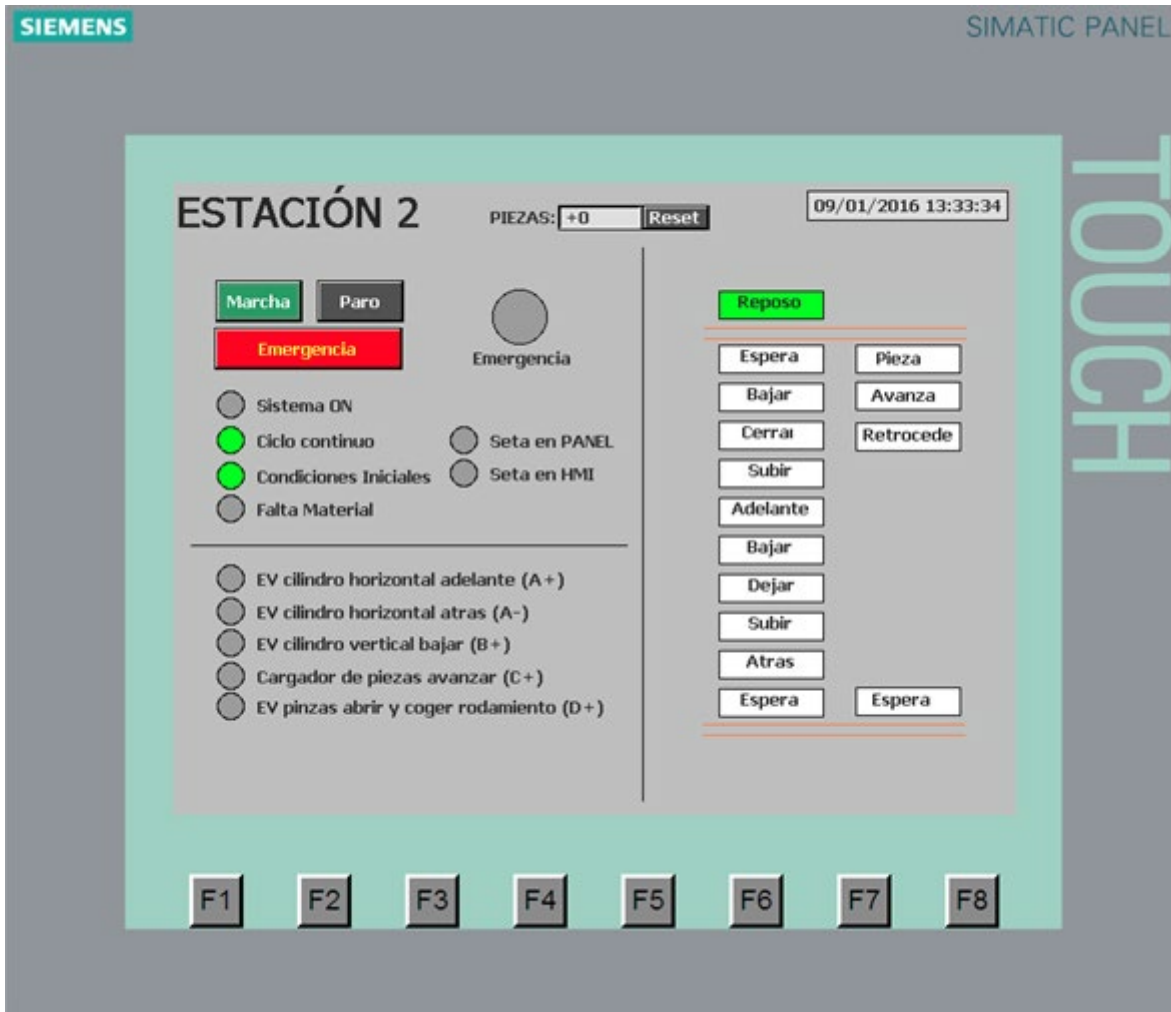 SIEMENS
SIMATIC PANEL
TOUCH
ESTACIÓN 2
PIEZAS: +0 Reset
09/01/2016 13:33:34
Marcha Paro
Emergencia
Emergencia
Sistema ON
Ciclo continuo
Condiciones Iniciales
Falta Material
Seta en PANEL
Seta en HMI
EV cilindro horizontal adelante (A+)
EV cilindro horizontal atras (A-)
EV cilindro vertical bajar (B+)
Cargador de piezas avanzar (C+)
EV pinzas abrir y coger rodamiento (D+)
Reposo
Espera Pieza
Bajar Avanza
Cerrar Retrocede
Subir
Adelante
Bajar
Dejar
Subir
Atras
Espera Espera
F1 F2 F3 F4 F5 F6 F7 F8